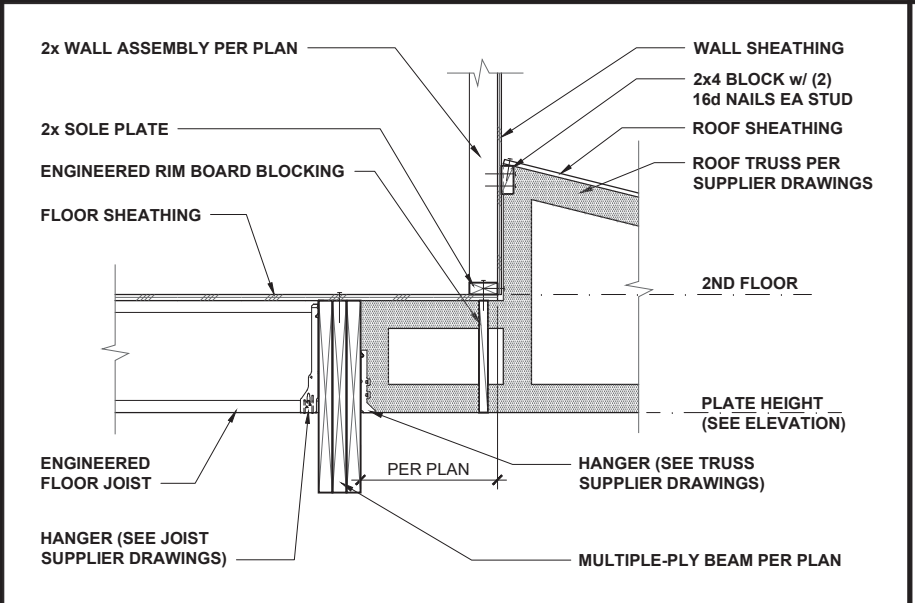 2x WALL ASSEMBLY PER PLAN
2x SOLE PLATE
ENGINEERED RIM BOARD BLOCKING
FLOOR SHEATHING
WALL SHEATHING
2x4 BLOCK w/ (2)
16d NAILS EA STUD
ROOF SHEATHING
ROOF TRUSS PER
SUPPLIER DRAWINGS
2ND FLOOR
PLATE HEIGHT
(SEE ELEVATION)
ENGINEERED
FLOOR JOIST
PER PLAN
HANGER (SEE TRUSS
SUPPLIER DRAWINGS)
HANGER (SEE JOIST
SUPPLIER DRAWINGS)
MULTIPLE-PLY BEAM PER PLAN